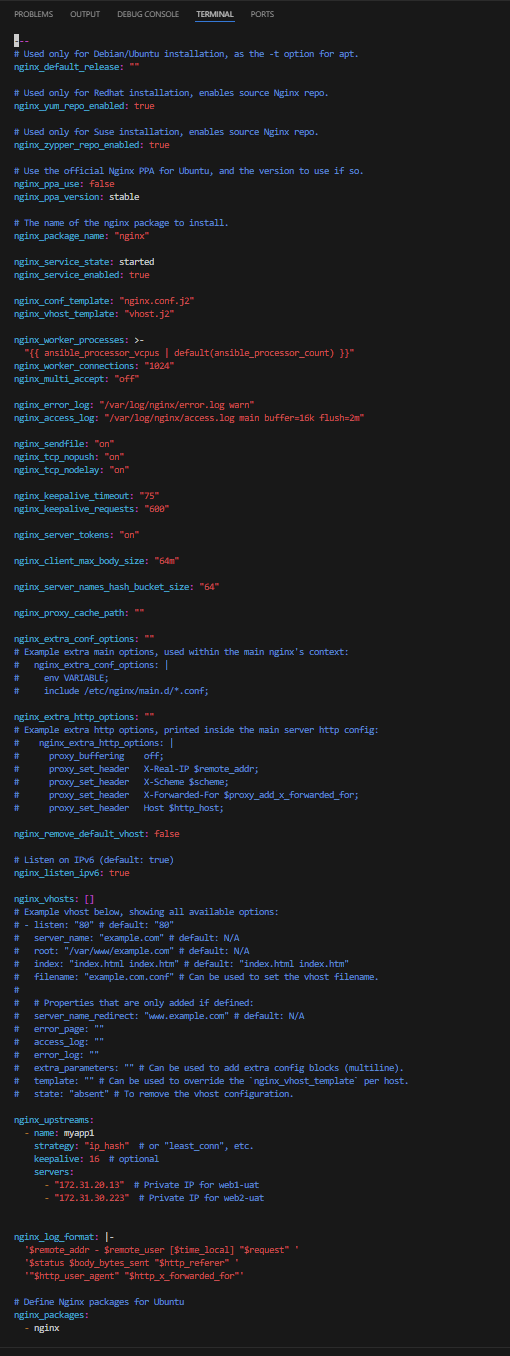 PROBLEMS OUTPUT DEBUG CONSOLE TERMINAL PORTS
---
# Used only for Debian/Ubuntu installation, as the -t option for apt.
nginx_default_release: ""

# Used only for Redhat installation, enables source Nginx repo.
nginx_yum_repo_enabled: true

# Used only for Suse installation, enables source Nginx repo.
nginx_zypper_repo_enabled: true

# Use the official Nginx PPA for Ubuntu, and the version to use if so.
nginx_ppa_use: false
nginx_ppa_version: stable

# The name of the nginx package to install.
nginx_package_name: "nginx"

nginx_service_state: started
nginx_service_enabled: true

nginx_conf_template: "nginx.conf.j2"
nginx_vhost_template: "vhost.j2"

nginx_worker_processes: >-
  "{{ ansible_processor_vcpus | default(ansible_processor_count) }}"
nginx_worker_connections: "1024"
nginx_multi_accept: "off"

nginx_error_log: "/var/log/nginx/error.log warn"
nginx_access_log: "/var/log/nginx/access.log main buffer=16k flush=2m"

nginx_sendfile: "on"
nginx_tcp_nopush: "on"
nginx_tcp_nodelay: "on"

nginx_keepalive_timeout: "75"
nginx_keepalive_requests: "600"

nginx_server_tokens: "on"

nginx_client_max_body_size: "64m"

nginx_server_names_hash_bucket_size: "64"

nginx_proxy_cache_path: ""

nginx_extra_conf_options: ""
# Example extra main options, used within the main nginx's context:
#   nginx_extra_conf_options: |
#     env VARIABLE;
#     include /etc/nginx/main.d/*.conf;

nginx_extra_http_options: ""
# Example extra http options, printed inside the main server http config:
#    nginx_extra_http_options: |
#      proxy_buffering    off;
#      proxy_set_header   X-Real-IP $remote_addr;
#      proxy_set_header   X-Scheme $scheme;
#      proxy_set_header   X-Forwarded-For $proxy_add_x_forwarded_for;
#      proxy_set_header   Host $http_host;

nginx_remove_default_vhost: false

# Listen on IPv6 (default: true)
nginx_listen_ipv6: true

nginx_vhosts: []
# Example vhost below, showing all available options:
# - listen: "80" # default: "80"
#   server_name: "example.com" # default: N/A
#   root: "/var/www/example.com" # default: N/A
#   index: "index.html index.htm" # default: "index.html index.htm"
#   filename: "example.com.conf" # Can be used to set the vhost filename.
#
#   # Properties that are only added if defined:
#   server_name_redirect: "www.example.com" # default: N/A
#   error_page: ""
#   access_log: ""
#   error_log: ""
#   extra_parameters: "" # Can be used to add extra config blocks (multiline).
#   template: "" # Can be used to override the `nginx_vhost_template` per host.
#   state: "absent" # To remove the vhost configuration.

nginx_upstreams:
  - name: myapp1
    strategy: "ip_hash"  # or "least_conn", etc.
    keepalive: 16  # optional
    servers:
      - "172.31.20.13"  # Private IP for web1-uat
      - "172.31.30.223"  # Private IP for web2-uat

nginx_log_format: |-
  '$remote_addr - $remote_user [$time_local] "$request" '
  '$status $body_bytes_sent "$http_referer" '
  '"$http_user_agent" "$http_x_forwarded_for"'

# Define Nginx packages for Ubuntu
nginx_packages:
  - nginx